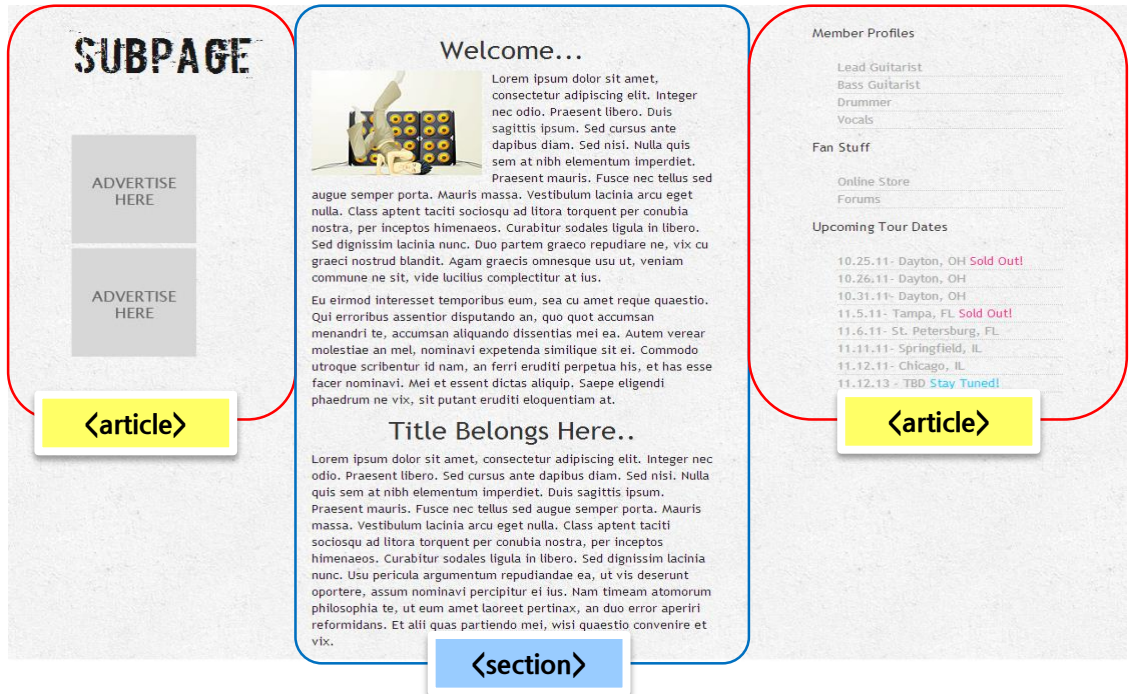 SUBPAGE
ADVERTISE
HERE
ADVERTISE
HERE
<article>
Welcome...
Lorem ipsum dolor sit amet,
consectetur adipiscing elit. Integer
nec odio. Praesent libero. Duis
sagittis ipsum. Sed cursus ante
dapibus diam. Sed nisi. Nulla quis
sem at nibh elementum imperdiet.
Praesent mauris. Fusce nec tellus sed
augue semper porta. Mauris massa. Vestibulum lacinia arcu eget
nulla. Class aptent taciti sociosqu ad litora torquent per conubia
nostra, per inceptos himenaeos. Curabitur sodales ligula in libero.
Sed dignissim lacinia nunc. Duo partem graeco repudiare ne, vix cu
graeci nostrud blandit. Agam graecis omnesque usu ut, veniam
commune ne sit, vide lucilius complectitur at ius.
Eu eirmod interesset temporibus eum, sea cu amet reque quaestio.
Qui erroribus assentior disputando an, quo quot accumsan
menandri te, accumsan aliquando dissentias mei ea. Autem verear
molestiae an mel, nominavi expetenda similique sit ei. Commodo
utroque scribentur id nam, an ferri eruditi perpetua his, et has esse
facer nominavi. Mei et essent dictas aliquip. Saepe eligendi
phaedrum ne vix, sit putant eruditi eloquentiam at.
Title Belongs Here..
Lorem ipsum dolor sit amet, consectetur adipiscing elit. Integer nec
odio. Praesent libero. Sed cursus ante dapibus diam. Sed nisi. Nulla
quis sem at nibh elementum imperdiet. Duis sagittis ipsum.
Praesent mauris. Fusce nec tellus sed augue semper porta. Mauris
massa. Vestibulum lacinia arcu eget nulla. Class aptent taciti
sociosqu ad litora torquent per conubia nostra, per inceptos
himenaeos. Curabitur sodales ligula in libero. Sed dignissim lacinia
nunc. Usu pericula argumentum repudiandae ea, ut vis deserunt
oportere, assum nominavi percipitur ei ius. Nam timeam atomorum
philosophia te, ut eum amet laoreet pertinax, an duo error aperiri
reformidans. Et alii quas partiendo mei, wisi quaestio convenire et
vix.
<section>
Member Profiles
Lead Guitarist
Bass Guitarist
Drummer
Vocals
Fan Stuff
Online Store
Forums
Upcoming Tour Dates
10.25.11- Dayton, OH Sold Out!
10.26.11- Dayton, OH
10.31.11- Dayton, OH
11.5.11- Tampa, FL Sold Out!
11.6.11- St. Petersburg, FL
11.11.11- Springfield, IL
11.12.11- Chicago, IL
11.12.13 - TBD Stay Tuned!
<article>